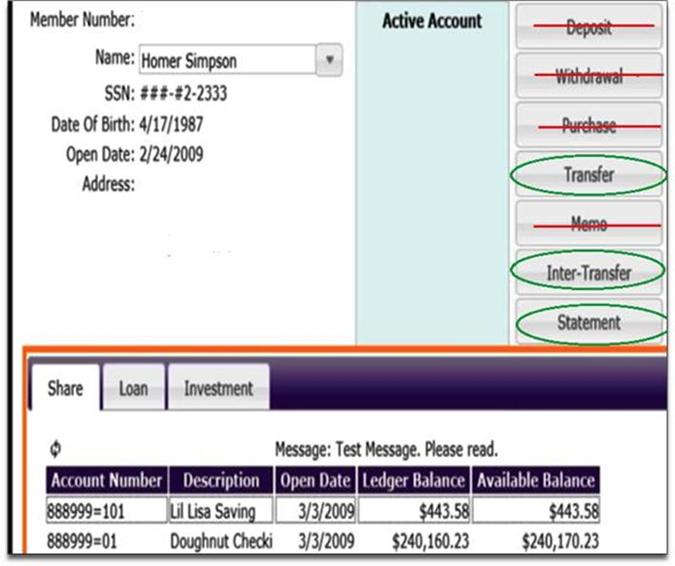 Member Number:
Name: Homer Simpson
SSN: ###-#2-2333
Date Of Birth: 4/17/1987
Open Date: 2/24/2009
Address:
Active Account
Deposit
Withdrawal
Purchase
Transfer
Memo
Inter-Transfer
Statement
Share Loan Investment
Message: Test Message. Please read.
Account Number Description Open Date Ledger Balance Available Balance
888999=101 Lil Lisa Saving 3/3/2009 $443.58 $443.58
888999=01 Doughnut Checki 3/3/2009 $240,160.23 $240,170.23